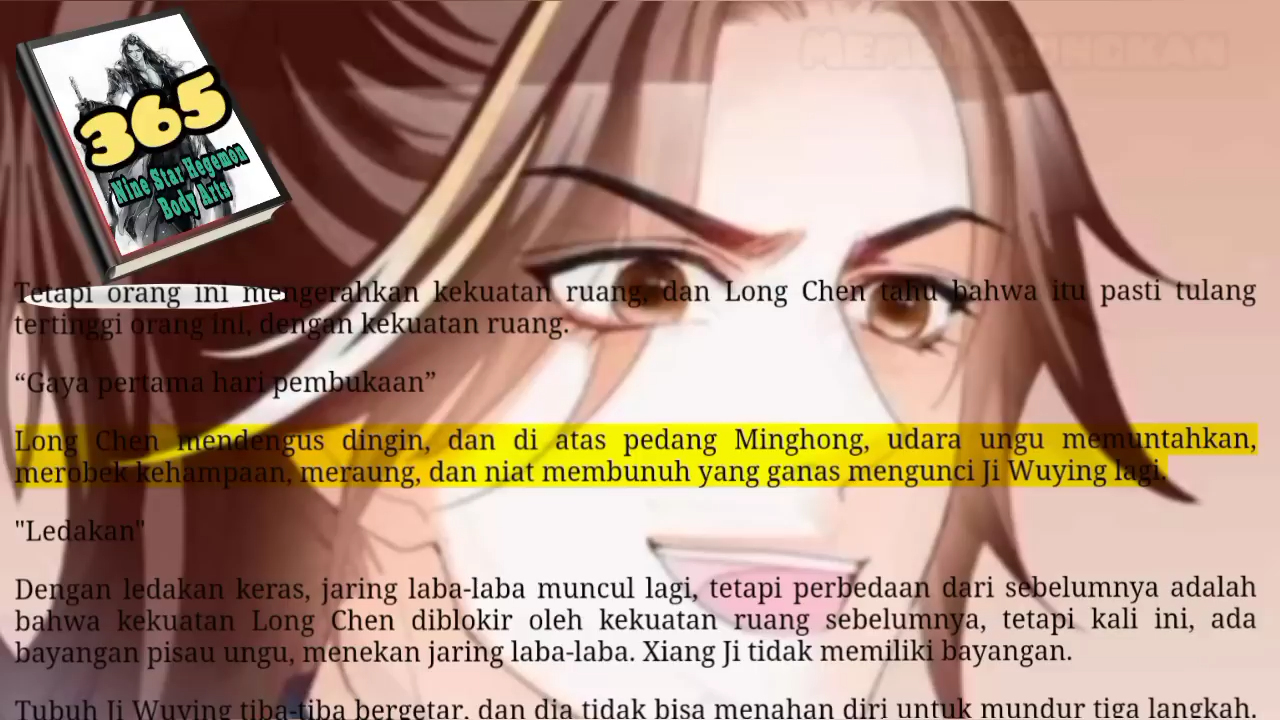 MEMBINGUNGKAN
365
Nine Star Hegemon
Body Arts
Tetapi orang ini mengerahkan kekuatan ruang, dan Long Chen tahu bahwa itu pasti tulang
tertinggi orang ini, dengan kekuatan ruang.
“Gaya pertama hari pembukaan”
Long Chen mendengus dingin, dan di atas pedang Minghong, udara ungu memuntahkan,
merobek kehampaan, meraung, dan niat membunuh yang ganas mengunci Ji Wuying lagi.
"Ledakan"
Dengan ledakan keras, jaring laba-laba muncul lagi, tetapi perbedaan dari sebelumnya adalah
bahwa kekuatan Long Chen diblokir oleh kekuatan ruang sebelumnya, tetapi kali ini, ada
bayangan pisau ungu, menekan jaring laba-laba. Xiang Ji tidak memiliki bayangan.
Tubuh Ji Wuying tiba-tiba bergetar, dan dia tidak bisa menahan diri untuk mundur tiga langkah.